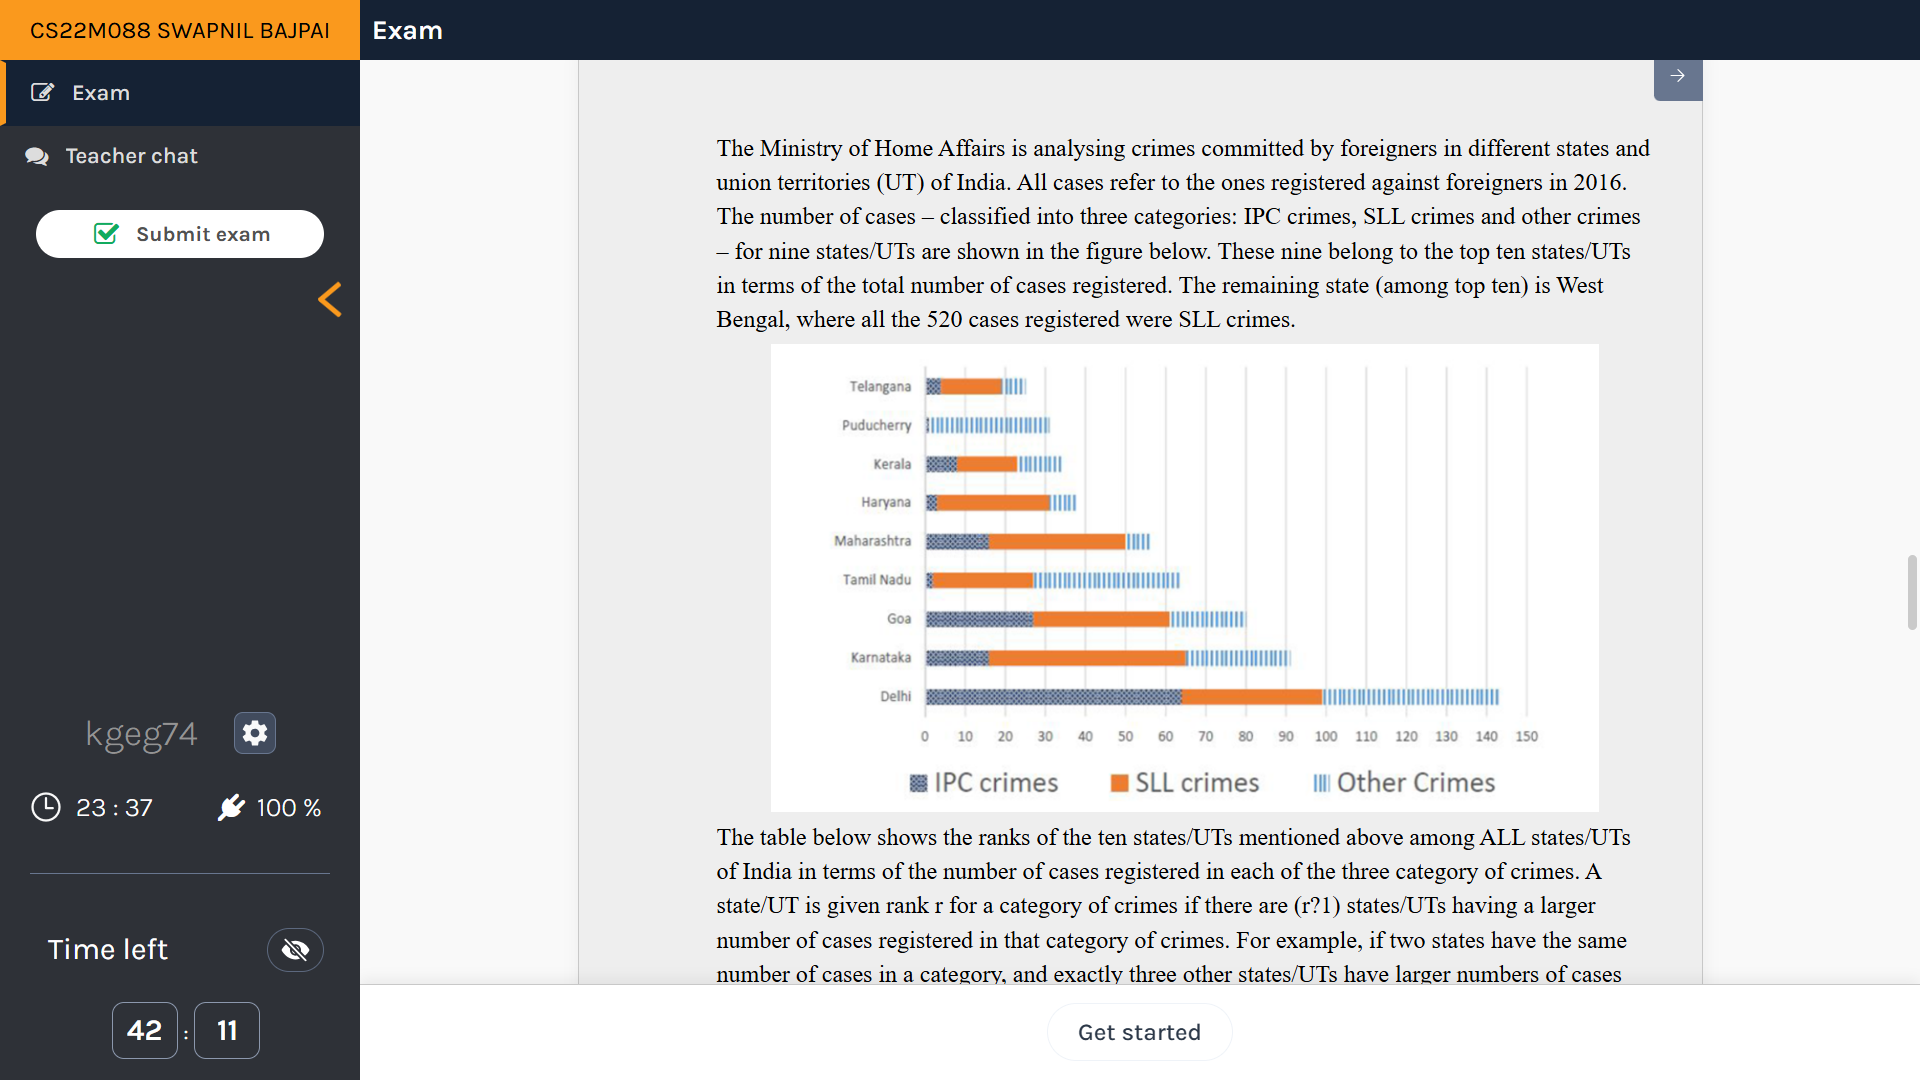 CS22M088 SWAPNIL BAJPAI
Exam
Exam
Teacher chat
Submit exam
kgeg74
23 : 37
100 %
Time left
42 : 11
The Ministry of Home Affairs is analysing crimes committed by foreigners in different states and
union territories (UT) of India. All cases refer to the ones registered against foreigners in 2016.
The number of cases – classified into three categories: IPC crimes, SLL crimes and other crimes
– for nine states/UTs are shown in the figure below. These nine belong to the top ten states/UTs
in terms of the total number of cases registered. The remaining state (among top ten) is West
Bengal, where all the 520 cases registered were SLL crimes.
Telangana
Puducherry
Kerala
Haryana
Maharashtra
Tamil Nadu
Goa
Karnataka
Delhi
0 10 20 30 40 50 60 70 80 90 100 110 120 130 140 150
IPC crimes SLL crimes Other Crimes
The table below shows the ranks of the ten states/UTs mentioned above among ALL states/UTs
of India in terms of the number of cases registered in each of the three category of crimes. A
state/UT is given rank r for a category of crimes if there are (r?1) states/UTs having a larger
number of cases registered in that category of crimes. For example, if two states have the same
number of cases in a category, and exactly three other states/UTs have larger numbers of cases
Get started